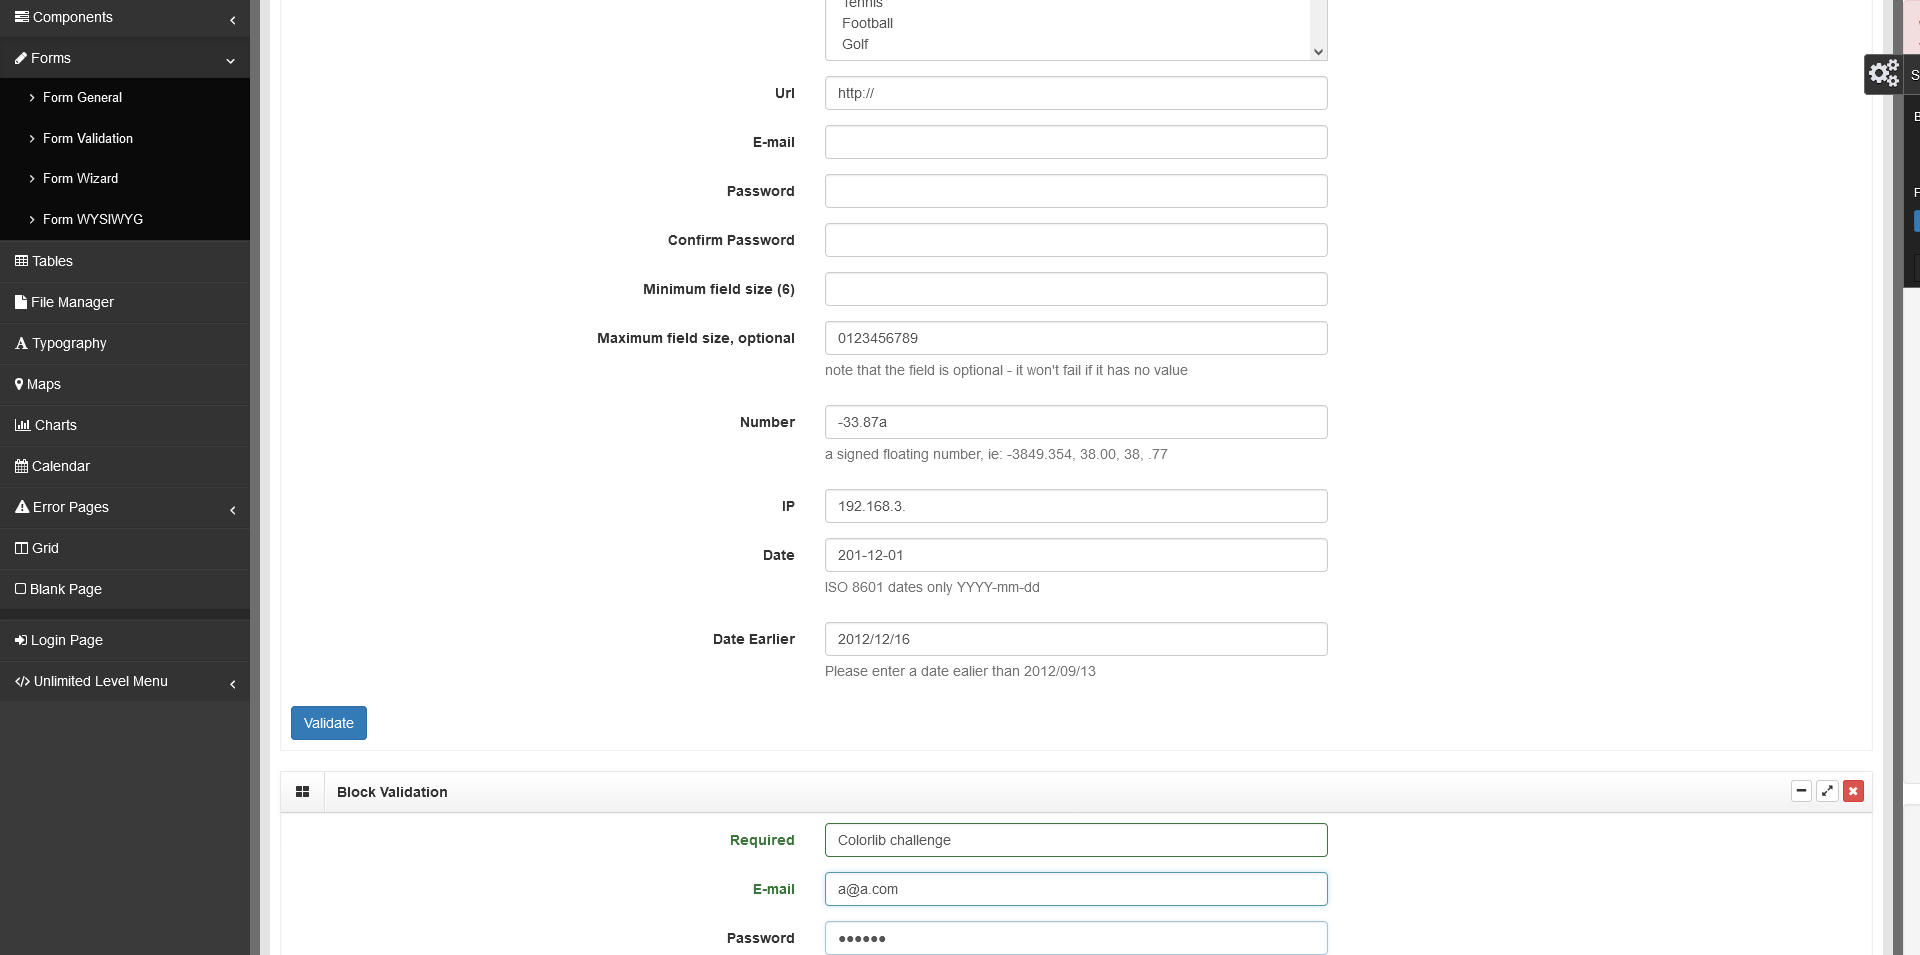 Components
Forms
Form General
Form Validation
Form Wizard
Form WYSIWYG
Tables
File Manager
Typography
Maps
Charts
Calendar
Error Pages
Grid
Blank Page
Login Page
Unlimited Level Menu
Tennis
Football
Golf
Url
http://
E-mail
Password
Confirm Password
Minimum field size (6)
Maximum field size, optional
0123456789
note that the field is optional - it won't fail if it has no value
Number
-33.87a
a signed floating number, ie: -3849.354, 38.00, 38, .77
IP
192.168.3.
Date
201-12-01
ISO 8601 dates only YYYY-mm-dd
Date Earlier
2012/12/16
Please enter a date ealier than 2012/09/13
Validate
Block Validation
Required
Colorlib challenge
E-mail
a@a.com
Password
••••••